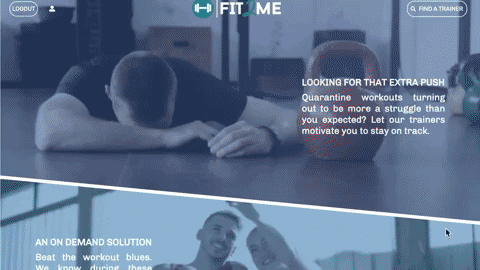 LOGOUT
FIT2ME
FIND A TRAINER
LOOKING FOR THAT EXTRA PUSH
Quarantine workouts turning
out to be more a struggle than
you expected? Let our trainers
motivate you to stay on track.
AN ON DEMAND SOLUTION
Beat the workout blues.
We know during these